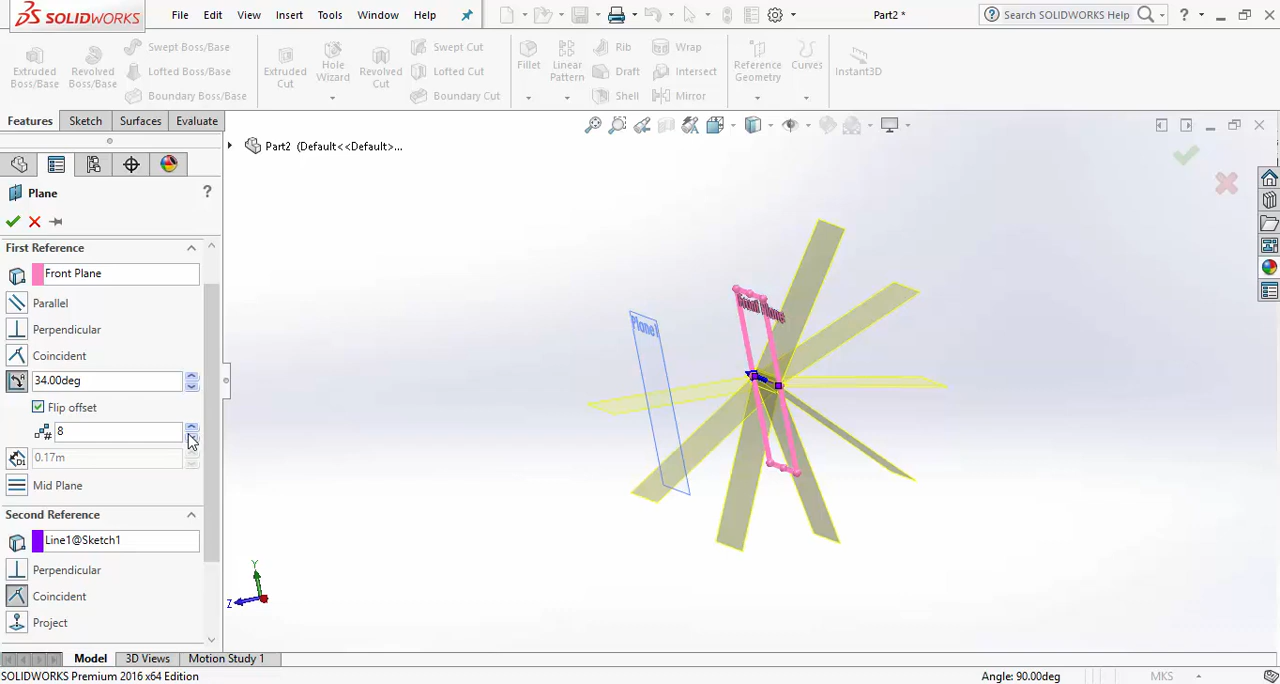 SOLIDWORKS File Edit View Insert Tools Window Help Part2 * Search SOLIDWORKS Help ?
Extruded Boss/Base
Revolved Boss/Base
Swept Boss/Base
Lofted Boss/Base
Boundary Boss/Base
Extruded Cut
Hole Wizard
Revolved Cut
Swept Cut
Lofted Cut
Boundary Cut
Fillet
Linear Pattern
Rib
Draft
Shell
Wrap
Intersect
Mirror
Reference Geometry
Curves
Instant3D
Features Sketch Surfaces Evaluate
Part2 (Default<<Default>...
Plane ?
First Reference
Front Plane
Parallel
Perpendicular
Coincident
34.00deg
Flip offset
# 8
D1 0.17m
Mid Plane
Second Reference
Line1@Sketch1
Perpendicular
Coincident
Project
Plane1
Front Plane
Y
Z
Model 3D Views Motion Study 1
SOLIDWORKS Premium 2016 x64 Edition Angle: 90.00deg MKS